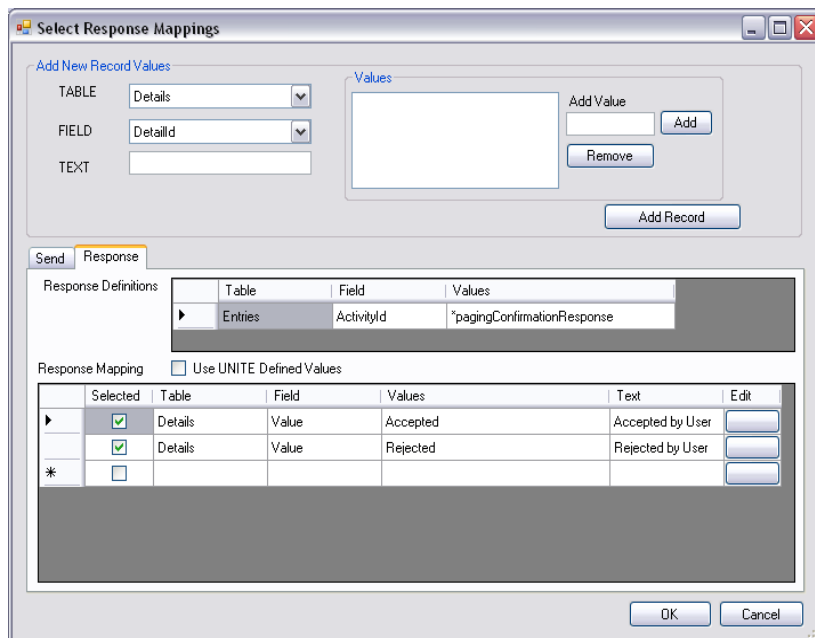 Select Response Mappings
Add New Record Values
TABLE Details
FIELD DetailId
TEXT
Values
Add Value
Add
Remove
Add Record
Send Response
Response Definitions
Table Field Values
Entries ActivityId *pagingConfirmationResponse
Response Mapping Use UNITE Defined Values
Selected Table Field Values Text Edit
Details Value Accepted Accepted by User
Details Value Rejected Rejected by User
OK Cancel